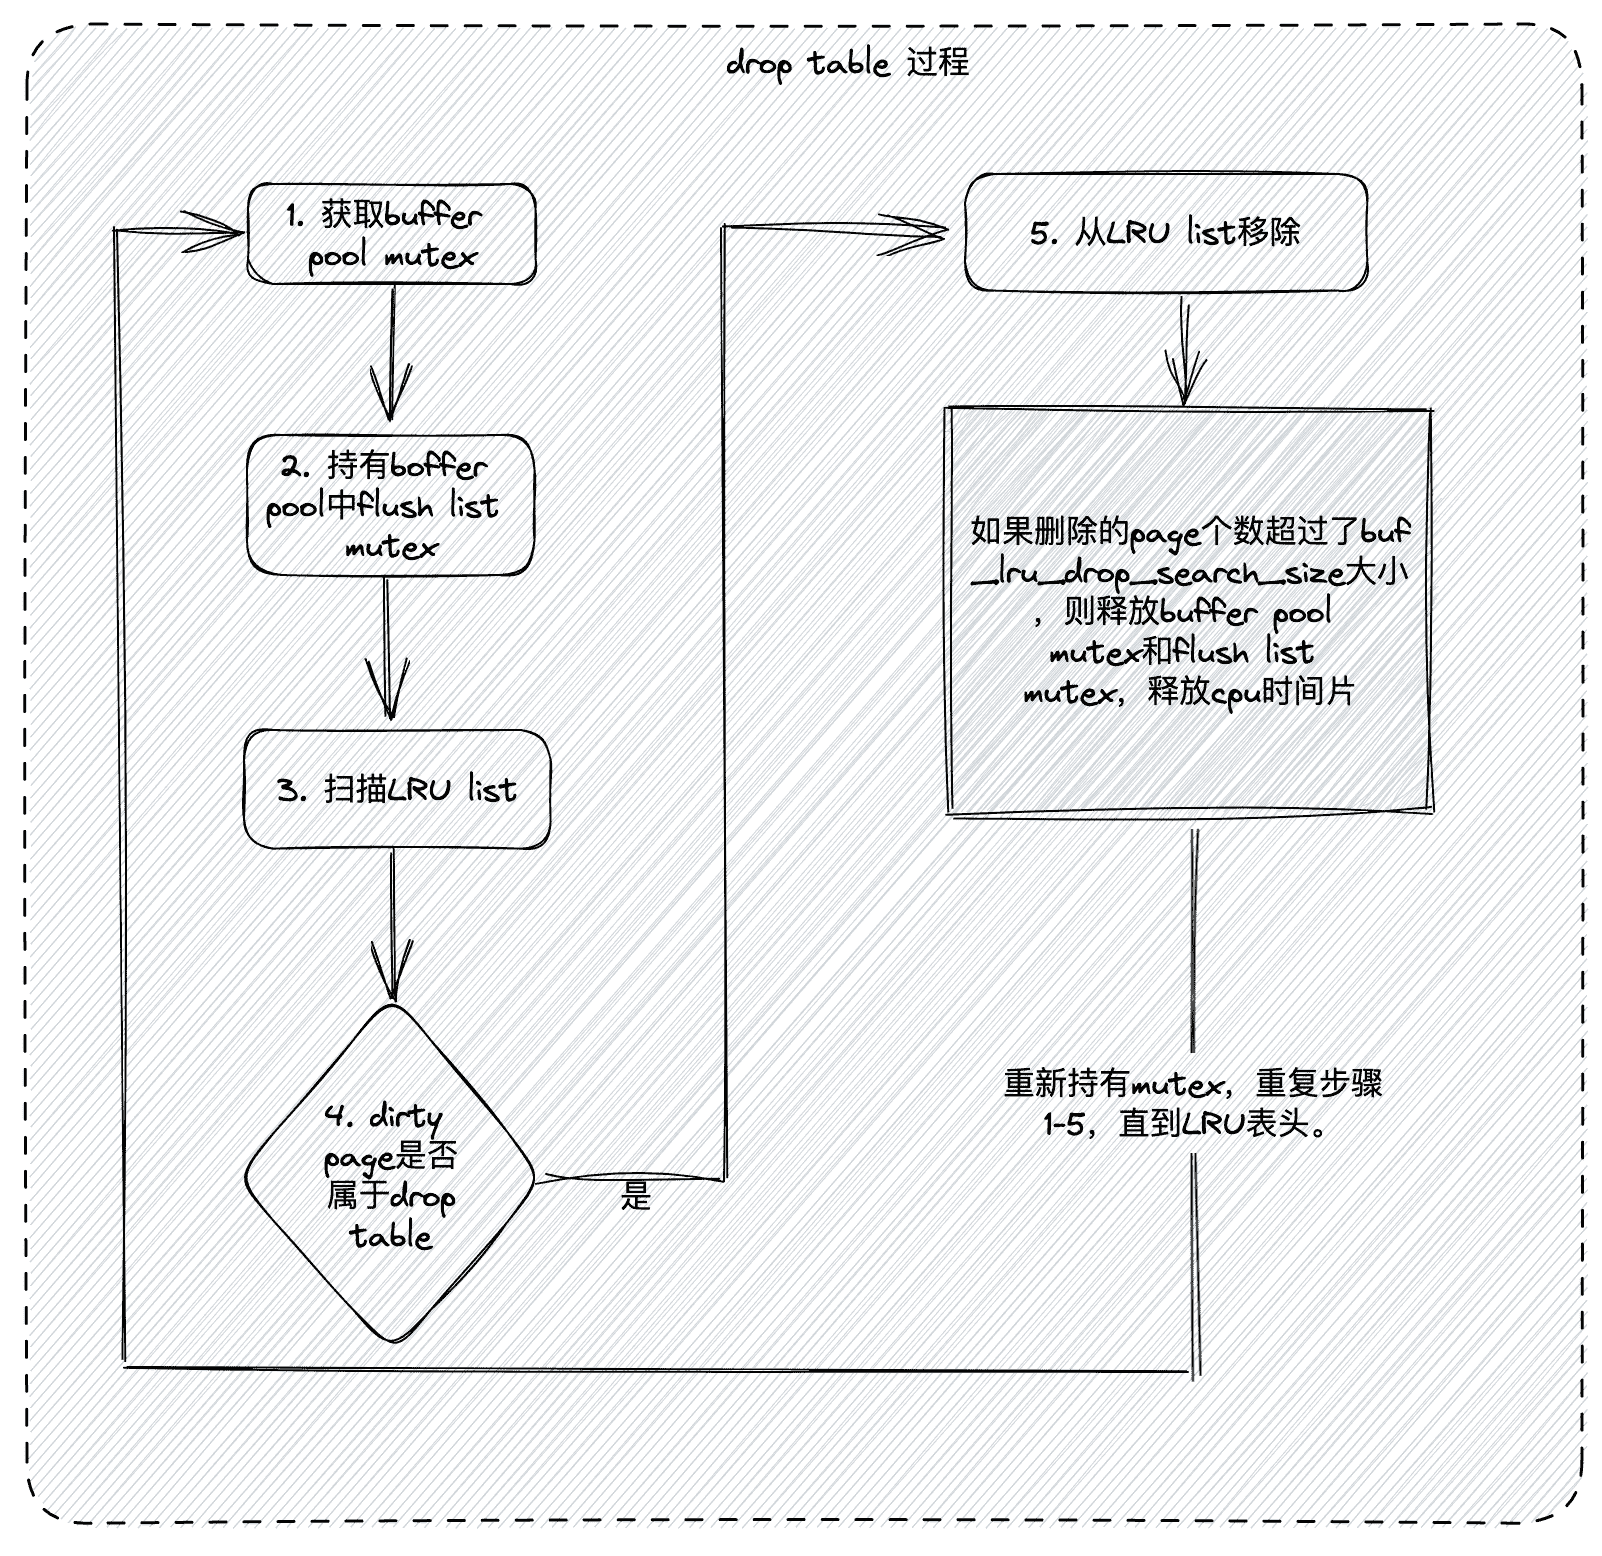 drop table 过程
1. 获取buffer
pool mutex
2. 持有boffer
pool中flush list
mutex
3. 扫描LRU list
4. dirty
page是否
属于drop
table
是
5. 从LRU list移除
如果删除的page个数超过了buf
_lru_drop_search_size大小
，则释放buffer pool
mutex和flush list
mutex，释放cpu时间片
重新持有mutex，重复步骤
1-5，直到LRU表头。